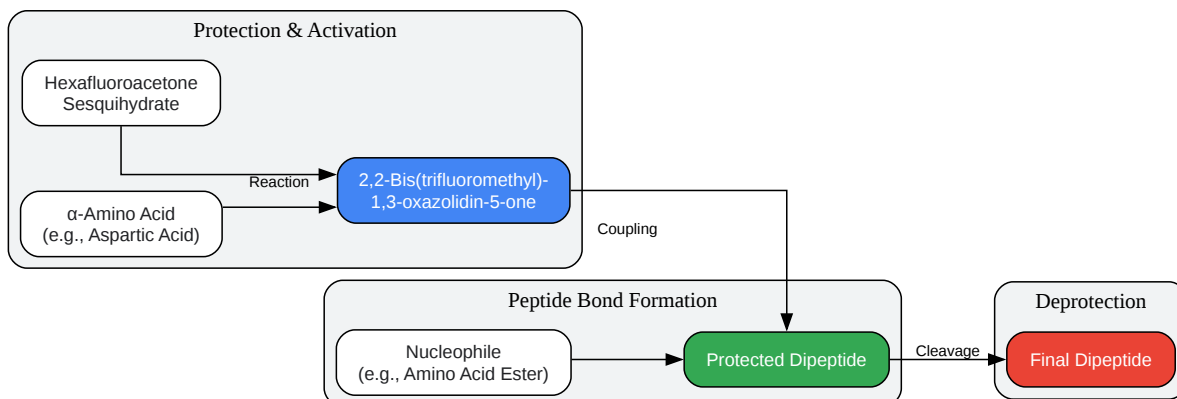 Protection & Activation
Hexafluoroacetone
Sesquihydrate
Reaction
α-Amino Acid
(e.g., Aspartic Acid)
2,2-Bis(trifluoromethyl)-
1,3-oxazolidin-5-one
Coupling
Peptide Bond Formation
Nucleophile
(e.g., Amino Acid Ester)
Protected Dipeptide
Cleavage
Deprotection
Final Dipeptide